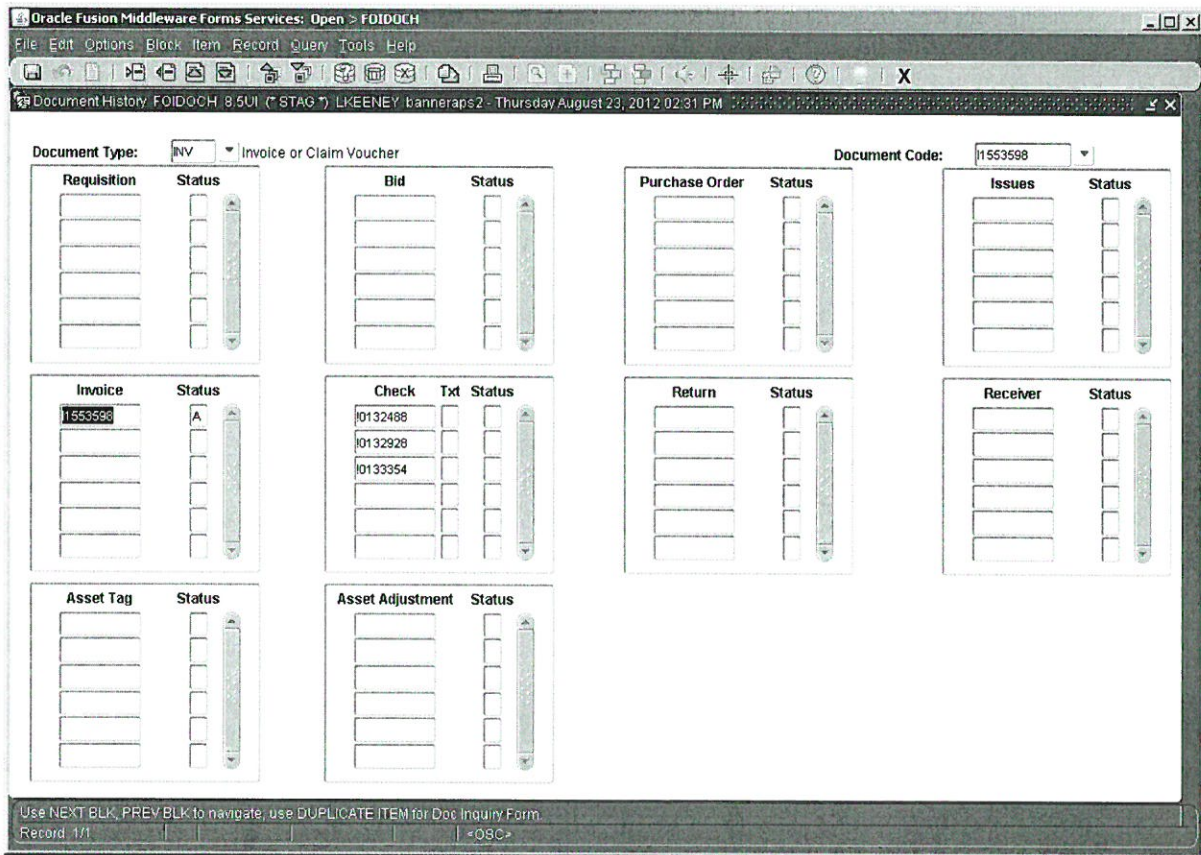 Oracle Fusion Middleware Forms Services: Open > FOIDOCH
File Edit Options Block Item Record Query Tools Help
X
Document History FOIDOCH 8.5UI (* STAG *) LKEENEY banneraps2 - Thursday August 23, 2012 02:31 PM
Document Type: INV Invoice or Claim Voucher Document Code: I1553598
Requisition Status Bid Status Purchase Order Status Issues Status
Invoice Status Check Txt Status Return Status Receiver Status
I1553598 A !0132488
!0132928
!0133354
Asset Tag Status Asset Adjustment Status
Use NEXT BLK, PREV BLK to navigate; use DUPLICATE ITEM for Doc Inquiry Form.
Record: 1/1 <OSC>